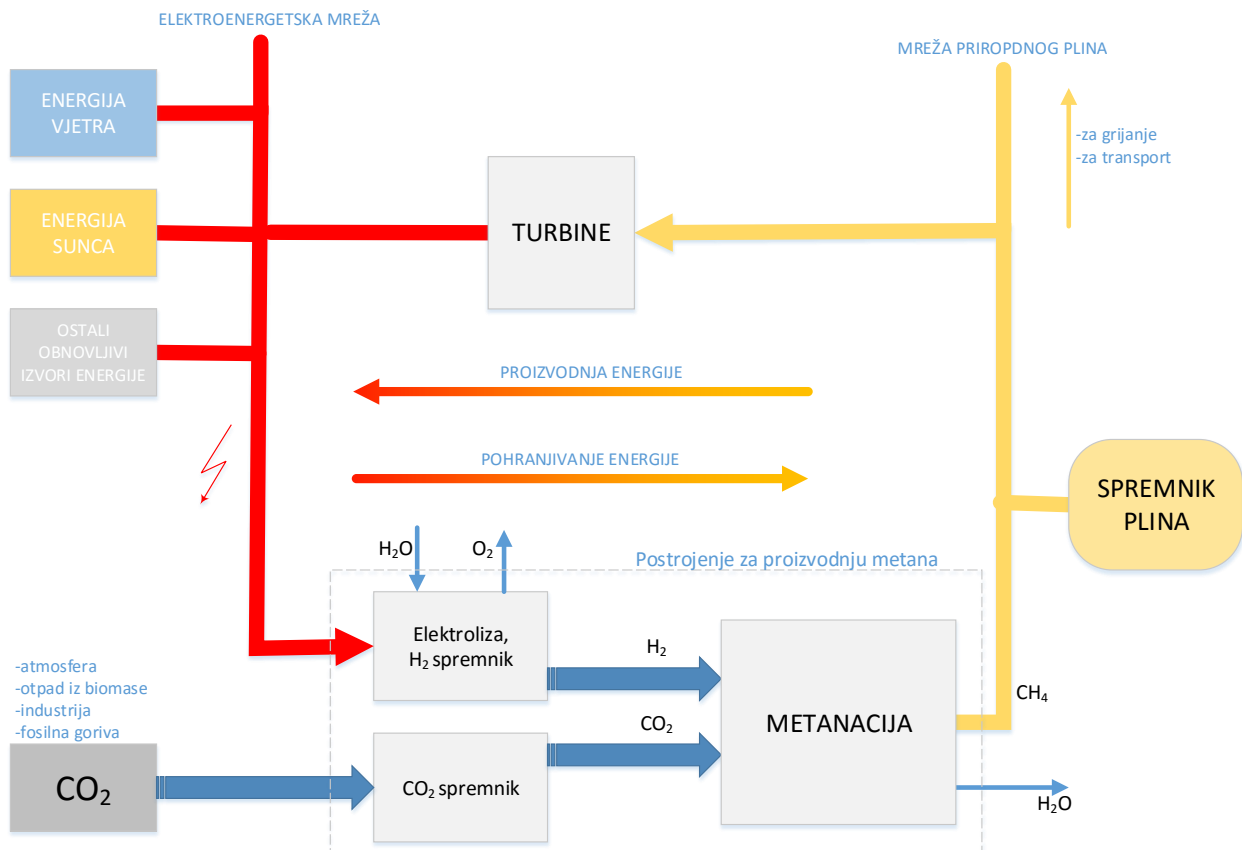 ELEKTROENERGETSKA MREŽA
MREŽA PRIROPDNOG PLINA
ENERGIJA
VJETRA
-za grijanje
-za transport
ENERGIJA
SUNCA
TURBINE
OSTALI
OBNOVLJIVI
IZVORI ENERGIJE
PROIZVODNJA ENERGIJE
POHRANJIVANJE ENERGIJE
SPREMNIK
PLINA
H₂O
O₂
Postrojenje za proizvodnju metana
Elektroliza,
H₂ spremnik
H₂
-atmosfera
-otpad iz biomase
-industrija
-fosilna goriva
CH₄
METANACIJA
CO₂
CO₂
CO₂ spremnik
H₂O